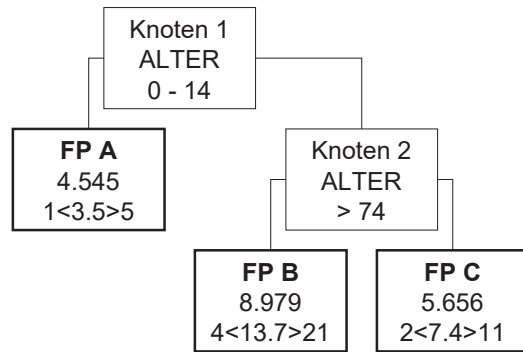 Knoten 1
ALTER
0 - 14
FP A
4.545
1<3.5>5
Knoten 2
ALTER
> 74
FP B
8.979
4<13.7>21
FP C
5.656
2<7.4>11